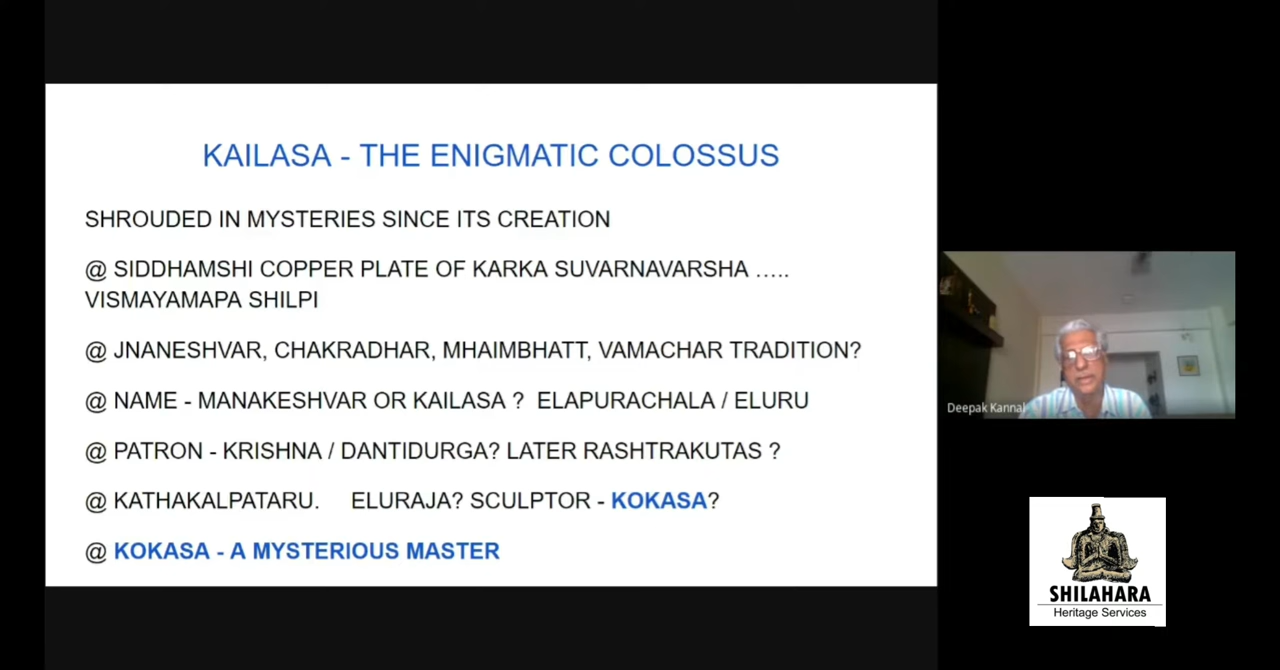 KAILASA - THE ENIGMATIC COLOSSUS
SHROUDED IN MYSTERIES SINCE ITS CREATION
@ SIDDHAMSHI COPPER PLATE OF KARKA SUVARNAVARSHA .....
VISMAYAMAPA SHILPI
@ JNANESHVAR, CHAKRADHAR, MHAIMBHATT, VAMACHAR TRADITION?
@ NAME - MANAKESHVAR OR KAILASA ? ELAPURACHALA / ELURU
@ PATRON - KRISHNA / DANTIDURGA? LATER RASHTRAKUTAS ?
@ KATHAKALPATARU. ELURAJA? SCULPTOR - KOKASA?
@ KOKASA - A MYSTERIOUS MASTER
Deepak Kannal
SHILAHARA
Heritage Services